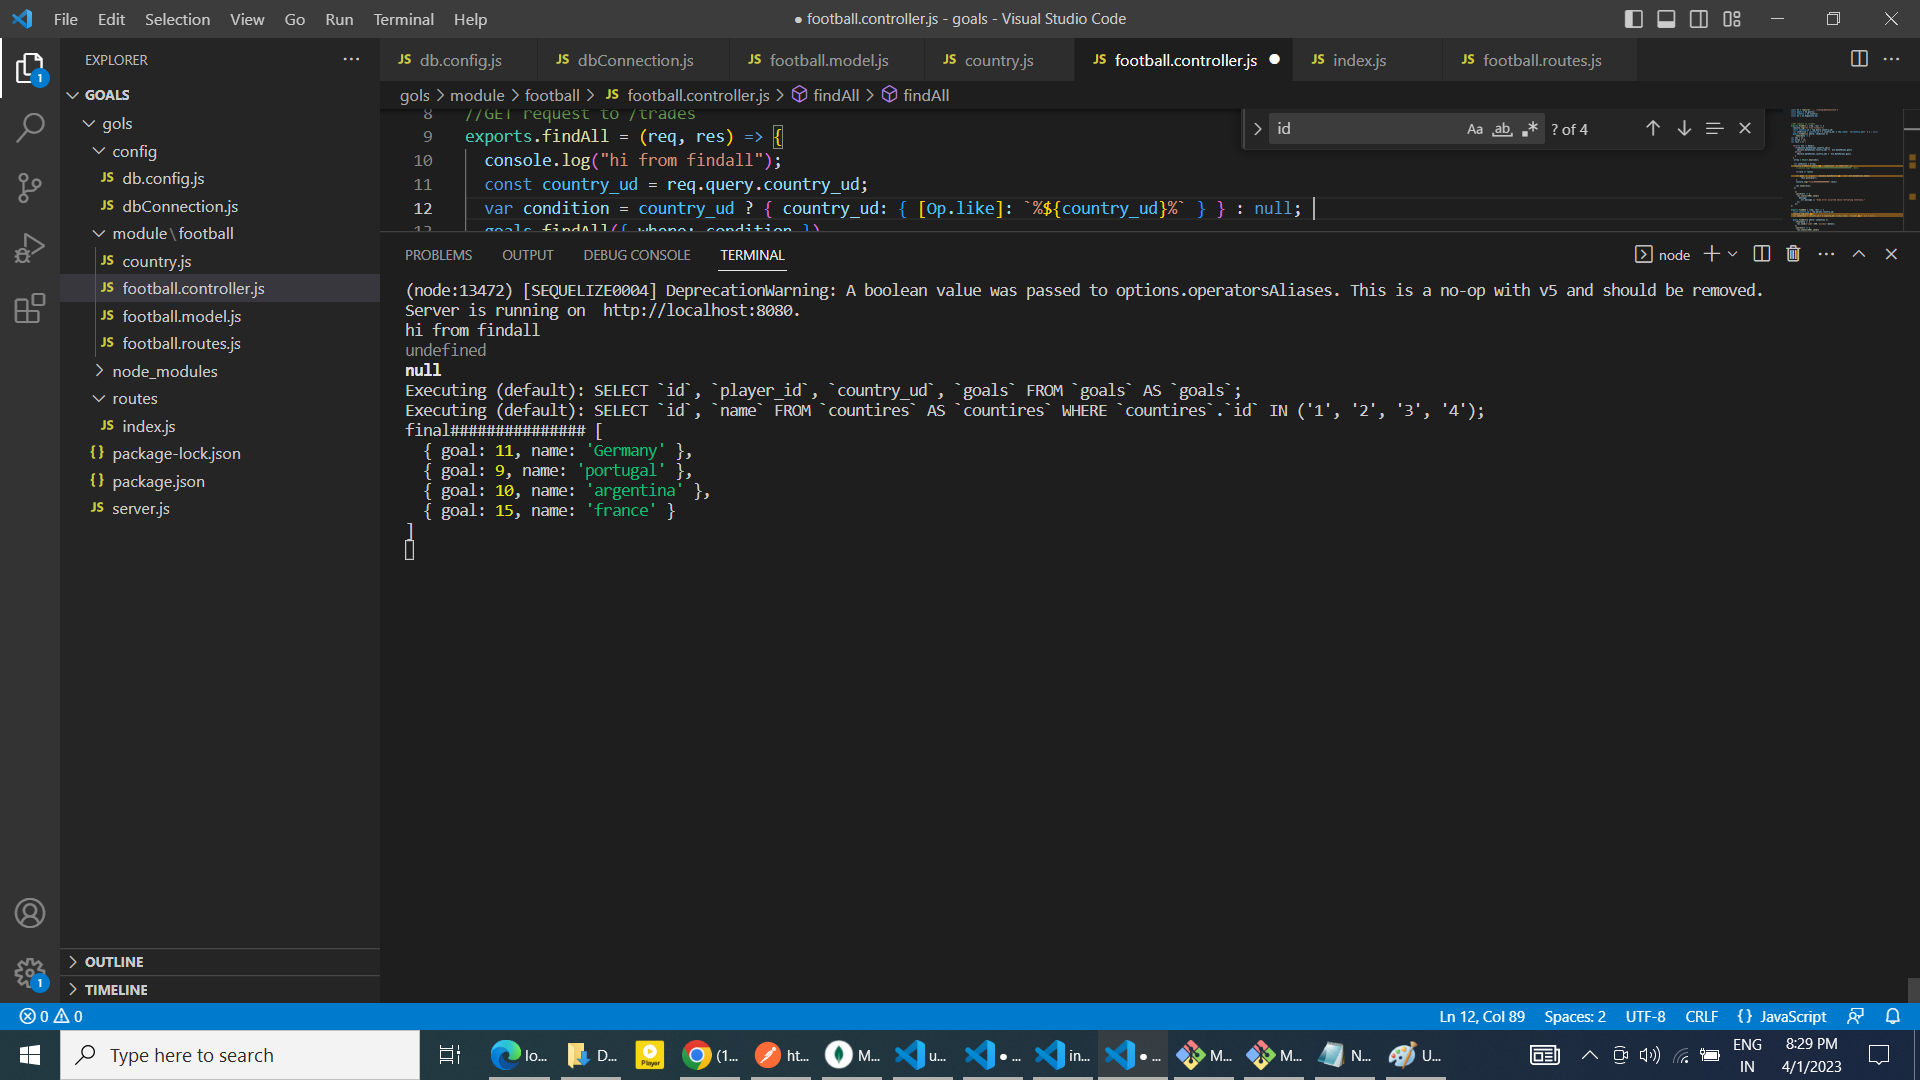 File Edit Selection View Go Run Terminal Help
● football.controller.js - goals - Visual Studio Code
EXPLORER
JS db.config.js JS dbConnection.js JS football.model.js JS country.js JS football.controller.js JS index.js JS football.routes.js
GOALS
gols
config
JS db.config.js
JS dbConnection.js
module\football
JS country.js
JS football.controller.js
JS football.model.js
JS football.routes.js
node_modules
routes
JS index.js
{} package-lock.json
{} package.json
JS server.js
OUTLINE
TIMELINE
gols > module > football > JS football.controller.js > findAll > findAll
8 //GET request to /trades
9 exports.findAll = (req, res) => {
10 console.log("hi from findall");
11 const country_ud = req.query.country_ud;
12 var condition = country_ud ? { country_ud: { [Op.like]: `%${country_ud}%` } } : null;
13 goals.findAll({ where: condition })
id Aa ab .* ? of 4
PROBLEMS OUTPUT DEBUG CONSOLE TERMINAL
node
(node:13472) [SEQUELIZE0004] DeprecationWarning: A boolean value was passed to options.operatorsAliases. This is a no-op with v5 and should be removed.
Server is running on  http://localhost:8080.
hi from findall
undefined
null
Executing (default): SELECT `id`, `player_id`, `country_ud`, `goals` FROM `goals` AS `goals`;
Executing (default): SELECT `id`, `name` FROM `countires` AS `countires` WHERE `countires`.`id` IN ('1', '2', '3', '4');
final############### [
{ goal: 11, name: 'Germany' },
{ goal: 9, name: 'portugal' },
{ goal: 10, name: 'argentina' },
{ goal: 15, name: 'france' }
]
1
1
0 0
Ln 12, Col 89 Spaces: 2 UTF-8 CRLF {} JavaScript
Type here to search
lo... D... Player (1... ht... M... u... ● ... in... ● ... M... M... N... U...
ENG
IN
8:29 PM
4/1/2023